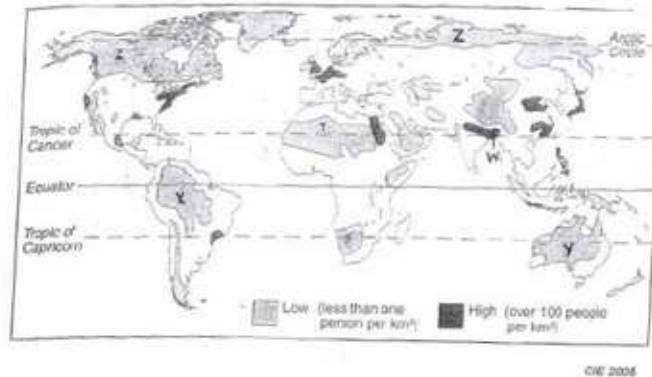 Z
Z
Arctic
Circle
Tropic of
Cancer
W
Equator
X
Tropic of
Capricorn
Y
Low (less than one
person per km²)
High (over 100 people
per km²)
CIE 2005